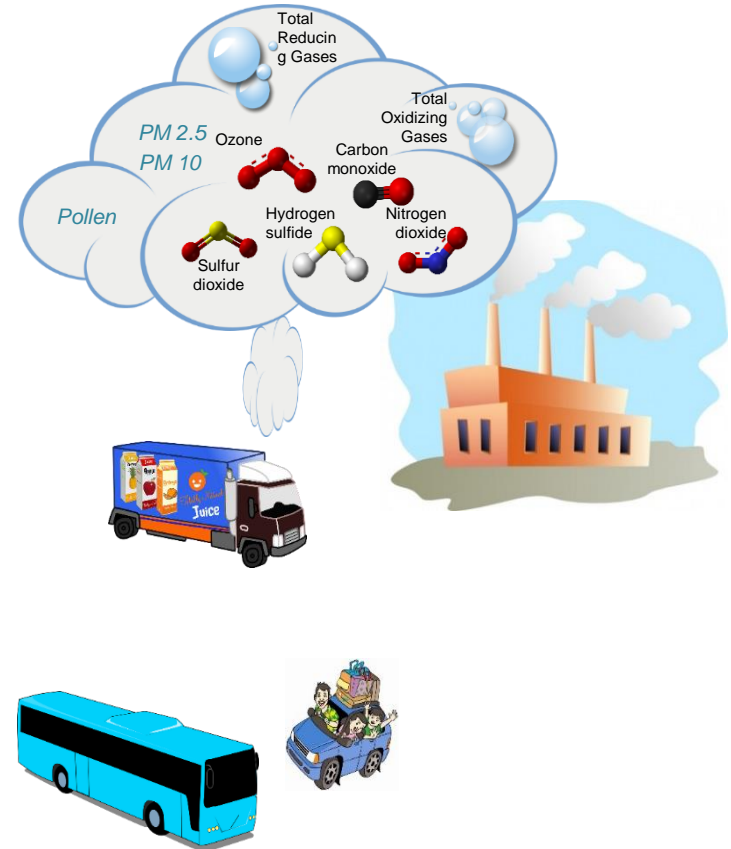 Total
Reducin
g Gases
Total
Oxidizing
Gases
PM 2.5
PM 10
Ozone
Carbon
monoxide
Pollen
Hydrogen
sulfide
Nitrogen
dioxide
Sulfur
dioxide
Juice